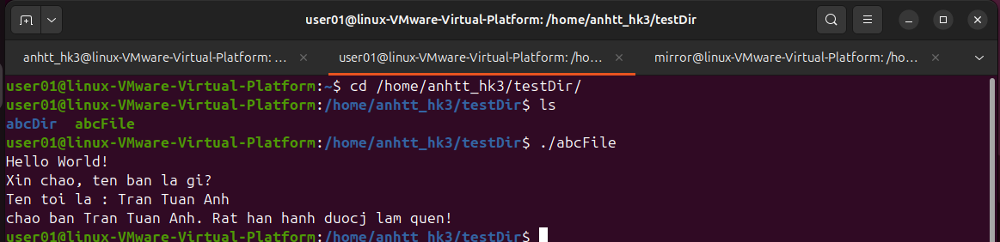 user01@linux-VMware-Virtual-Platform: /home/anhtt_hk3/testDir
anhtt_hk3@linux-VMware-Virtual-Platform: ...
user01@linux-VMware-Virtual-Platform: /ho...
mirror@linux-VMware-Virtual-Platform: /ho...
user01@linux-VMware-Virtual-Platform:~$ cd /home/anhtt_hk3/testDir/
user01@linux-VMware-Virtual-Platform:/home/anhtt_hk3/testDir$ ls
abcDir  abcFile
user01@linux-VMware-Virtual-Platform:/home/anhtt_hk3/testDir$ ./abcFile
Hello World!
Xin chao, ten ban la gi?
Ten toi la : Tran Tuan Anh
chao ban Tran Tuan Anh. Rat han hanh duocj lam quen!
user01@linux-VMware-Virtual-Platform:/home/anhtt_hk3/testDir$